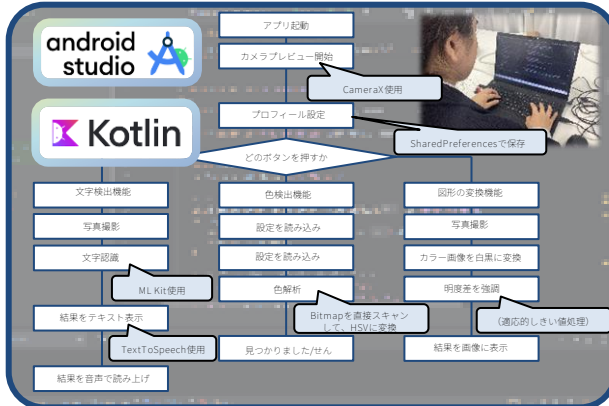 android
studio
Kotlin
アプリ起動
カメラプレビュー開始
CameraX使用
プロフィール設定
SharedPreferencesで保存
どのボタンを押すか
文字検出機能
写真撮影
文字認識
ML Kit使用
結果をテキスト表示
TextToSpeech使用
結果を音声で読み上げ
色検出機能
設定を読み込み
設定を読み込み
色解析
Bitmapを直接スキャン
して、HSVに変換
見つかりました/せん
図形の変換機能
写真撮影
カラー画像を白黒に変換
明度差を強調
（適応的しきい値処理）
結果を画像に表示